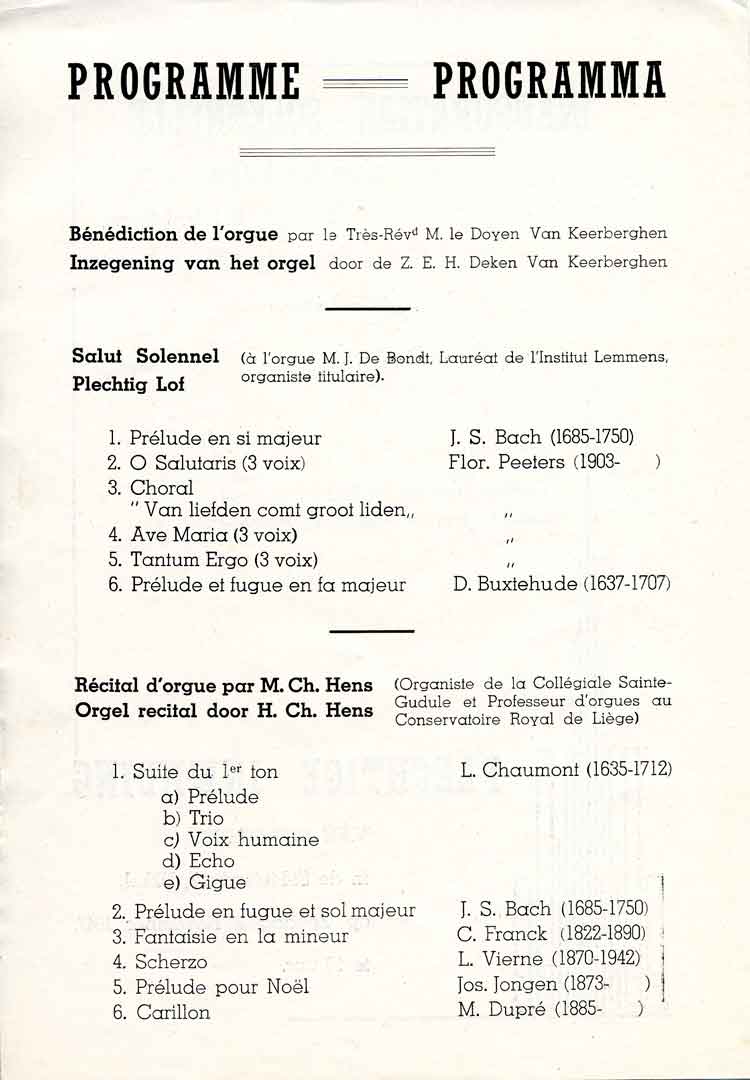 PROGRAMME PROGRAMMA
Bénédiction de l'orgue par le Très-Révd M. le Doyen Van Keerberghen
Inzegening van het orgel door de Z. E. H. Deken Van Keerberghen
Salut Solennel (à l'orgue M. J. De Bondt, Lauréat de l'Institut Lemmens,
Plechtig Lof organiste titulaire).
1. Prélude en si majeur J. S. Bach (1685-1750)
2. O Salutaris (3 voix) Flor. Peeters (1903- )
3. Choral
" Van liefden comt groot liden,, ,,
4. Ave Maria (3 voix) ,,
5. Tantum Ergo (3 voix) ,,
6. Prélude et fugue en fa majeur D. Buxtehude (1637-1707)
Récital d'orgue par M. Ch. Hens (Organiste de la Collégiale Sainte-
Orgel recital door H. Ch. Hens Gudule et Professeur d'orgues au
Conservatoire Royal de Liège)
1. Suite du 1er ton L. Chaumont (1635-1712)
a) Prélude
b) Trio
c) Voix humaine
d) Echo
e) Gigue
2. Prélude en fugue et sol majeur J. S. Bach (1685-1750)
3. Fantaisie en la mineur C. Franck (1822-1890)
4. Scherzo L. Vierne (1870-1942)
5. Prélude pour Noël Jos. Jongen (1873- )
6. Carillon M. Dupré (1885- )